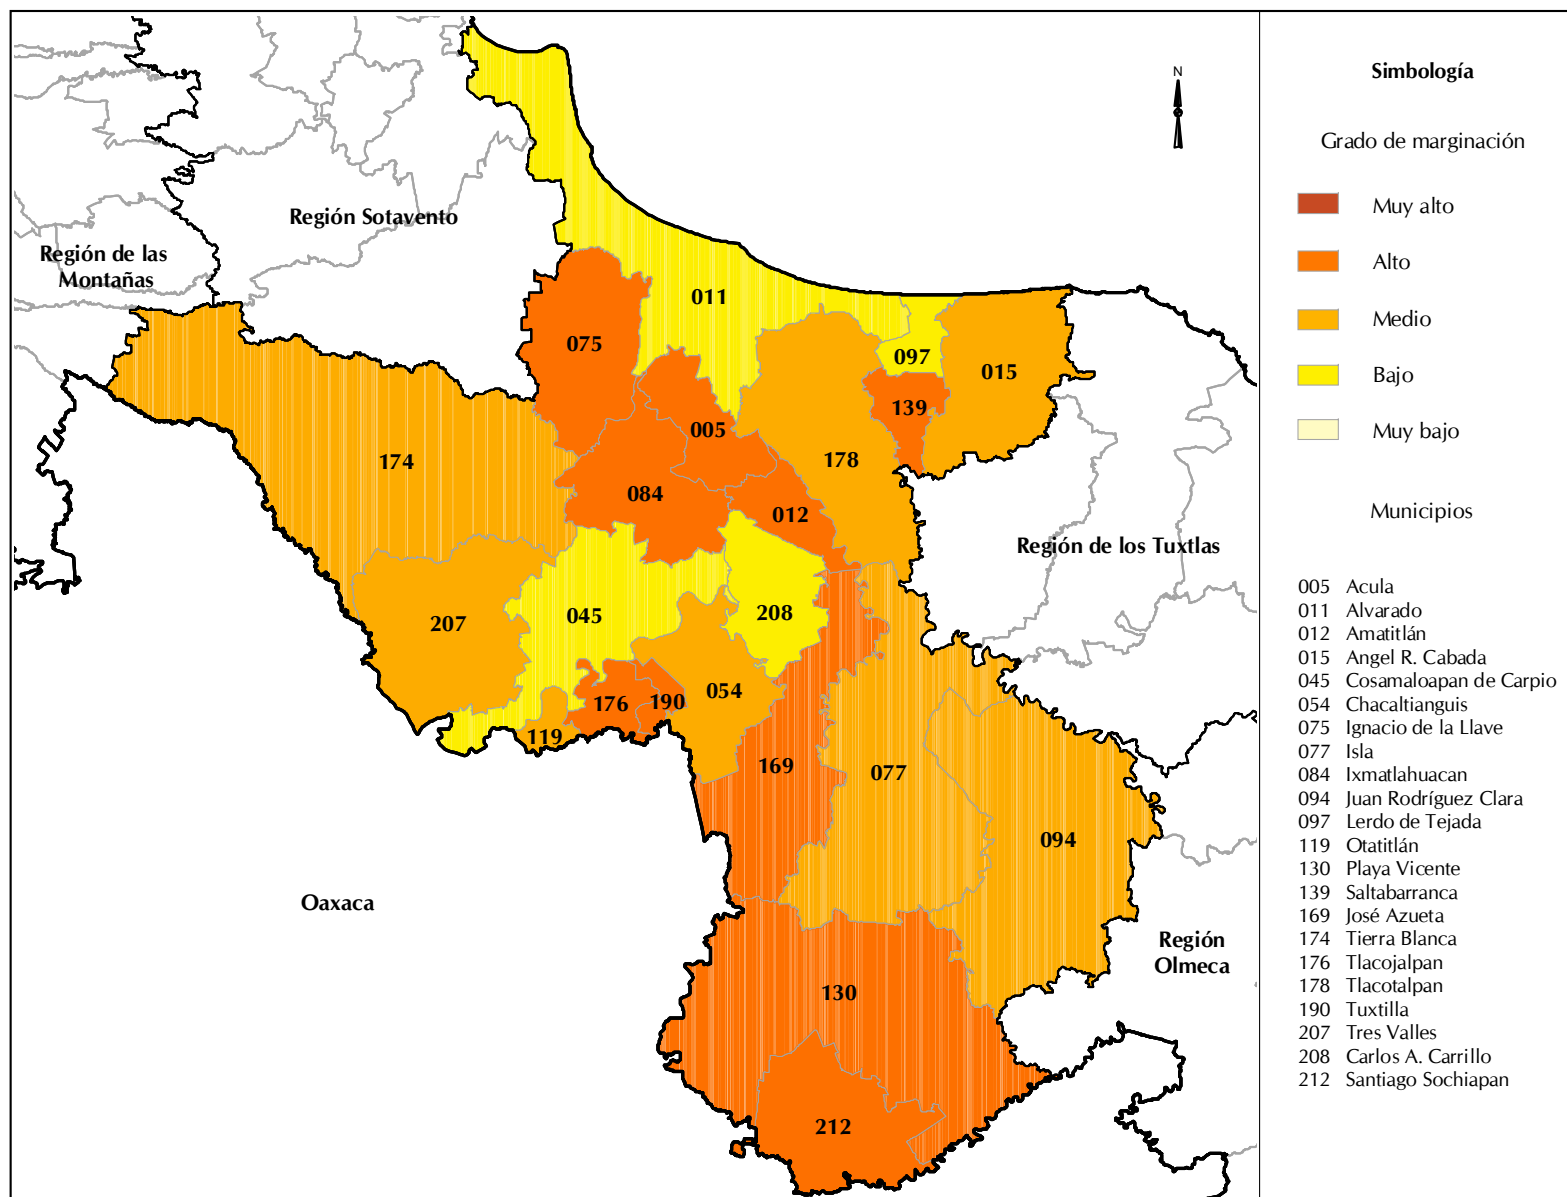 N
Región Sotavento
Región de las
Montañas
011
075
097
015
139
005
174
178
084
012
Región de los Tuxtlas
207
045
208
054
176
190
119
169
077
094
Oaxaca
Región
Olmeca
130
212
Simbología
Grado de marginación
Muy alto
Alto
Medio
Bajo
Muy bajo
Municipios
005 Acula
011 Alvarado
012 Amatitlán
015 Angel R. Cabada
045 Cosamaloapan de Carpio
054 Chacaltianguis
075 Ignacio de la Llave
077 Isla
084 Ixmatlahuacan
094 Juan Rodríguez Clara
097 Lerdo de Tejada
119 Otatitlán
130 Playa Vicente
139 Saltabarranca
169 José Azueta
174 Tierra Blanca
176 Tlacojalpan
178 Tlacotalpan
190 Tuxtilla
207 Tres Valles
208 Carlos A. Carrillo
212 Santiago Sochiapan